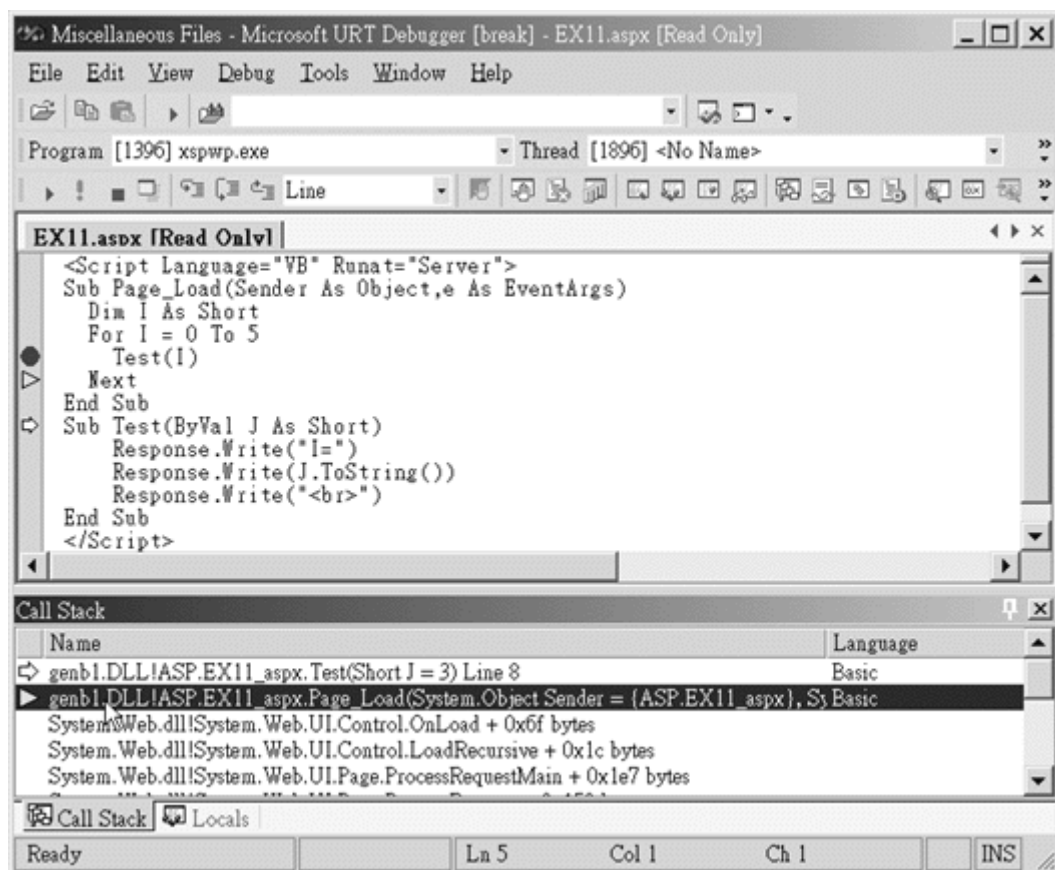 Miscellaneous Files - Microsoft URT Debugger [break] - EX11.aspx [Read Only]
File Edit View Debug Tools Window Help
Program [1396] xspwp.exe Thread [1896] <No Name>
Line
EX11.aspx [Read Only]
<Script Language="VB" Runat="Server">
Sub Page_Load(Sender As Object,e As EventArgs)
Dim I As Short
For I = 0 To 5
Test(I)
Next
End Sub
Sub Test(ByVal J As Short)
Response.Write("I=")
Response.Write(J.ToString())
Response.Write("<br>")
End Sub
</Script>
Call Stack
Name Language
genb1.DLL!ASP.EX11_aspx.Test(Short J = 3) Line 8 Basic
genb1.DLL!ASP.EX11_aspx.Page_Load(System.Object Sender = {ASP.EX11_aspx}, Sy Basic
System.Web.dll!System.Web.UI.Control.OnLoad + 0x6f bytes
System.Web.dll!System.Web.UI.Control.LoadRecursive + 0x1c bytes
System.Web.dll!System.Web.UI.Page.ProcessRequestMain + 0x1e7 bytes
Call Stack Locals
Ready Ln 5 Col 1 Ch 1 INS